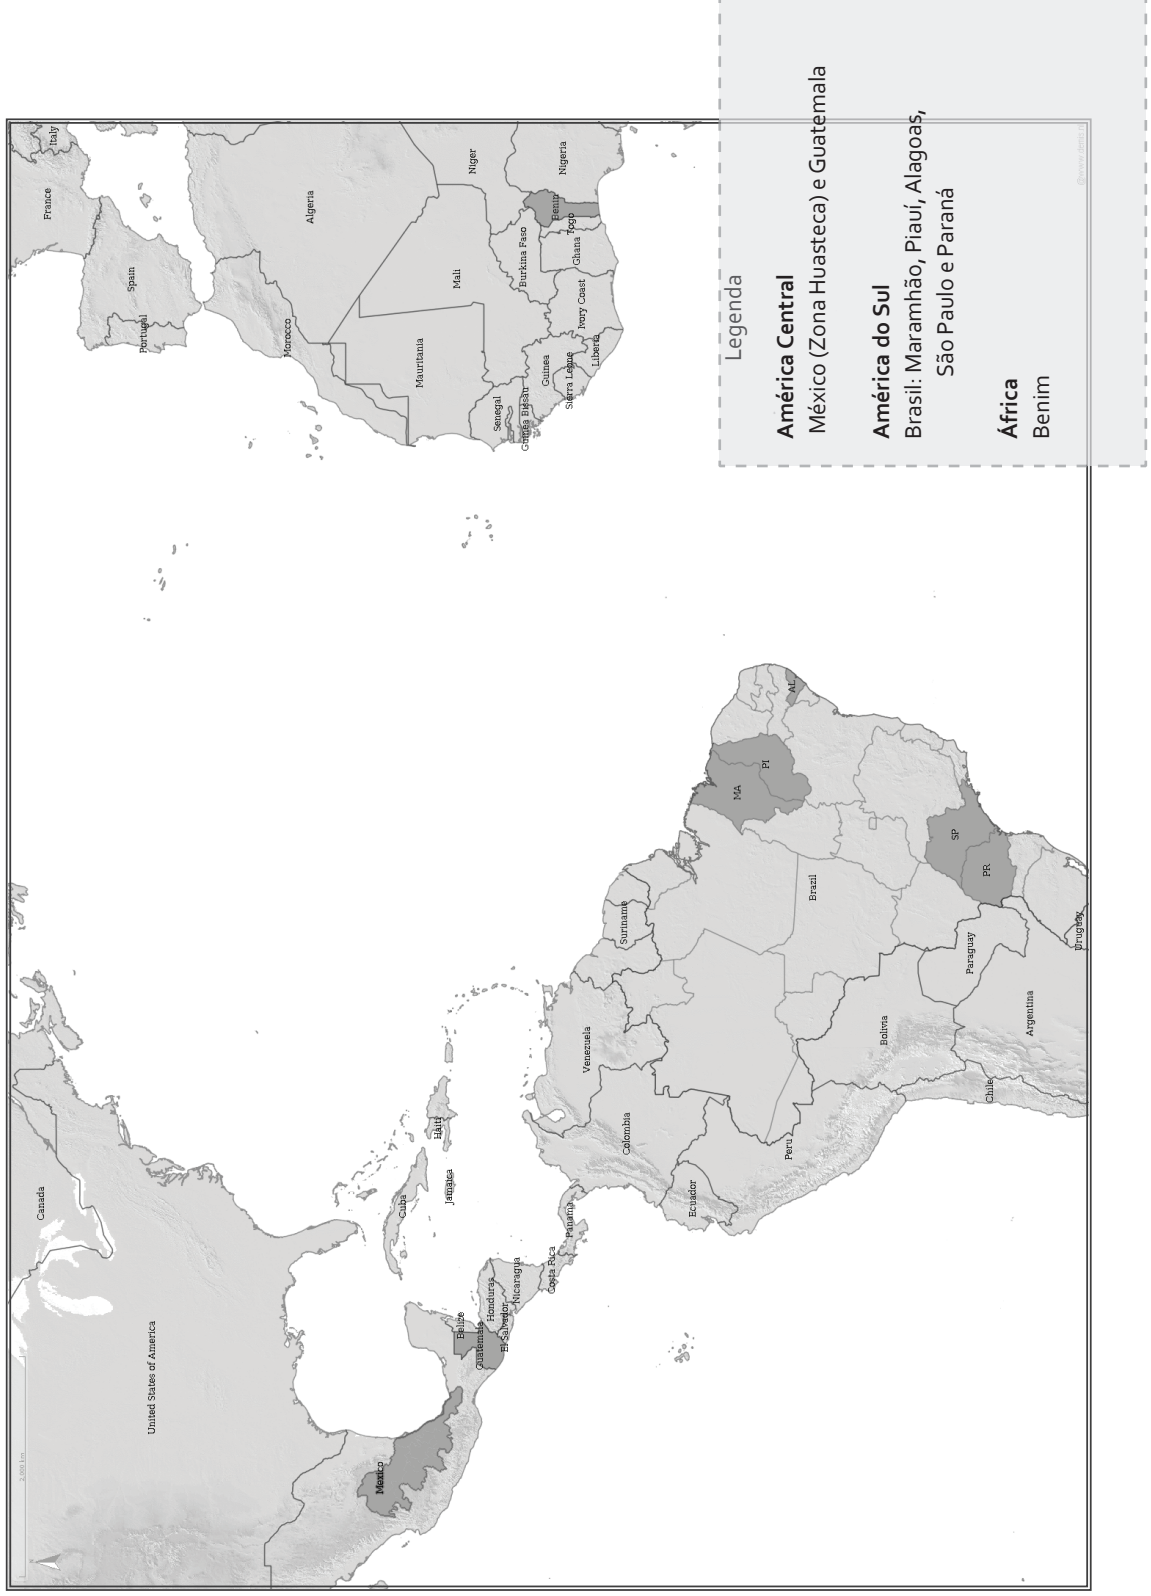 Canada
United States of America
Mexico
Cuba
Haiti
Jamaica
Belize
Guatemala
Honduras
El Salvador
Nicaragua
Costa Rica
Panama
Venezuela
Colombia
Ecuador
Suriname
Peru
Brazil
MA
PI
AL
SP
PR
Bolivia
Paraguay
Chile
Argentina
Uruguay
France
Italy
Spain
Portugal
Morocco
Algeria
Mauritania
Mali
Niger
Senegal
Guinea Bissau
Guinea
Sierra Leone
Liberia
Ivory Coast
Burkina Faso
Ghana
Togo
Benin
Nigeria
Legenda
América Central
México (Zona Huasteca) e Guatemala
América do Sul
Brasil: Maramhão, Piauí, Alagoas,
São Paulo e Paraná
África
Benim